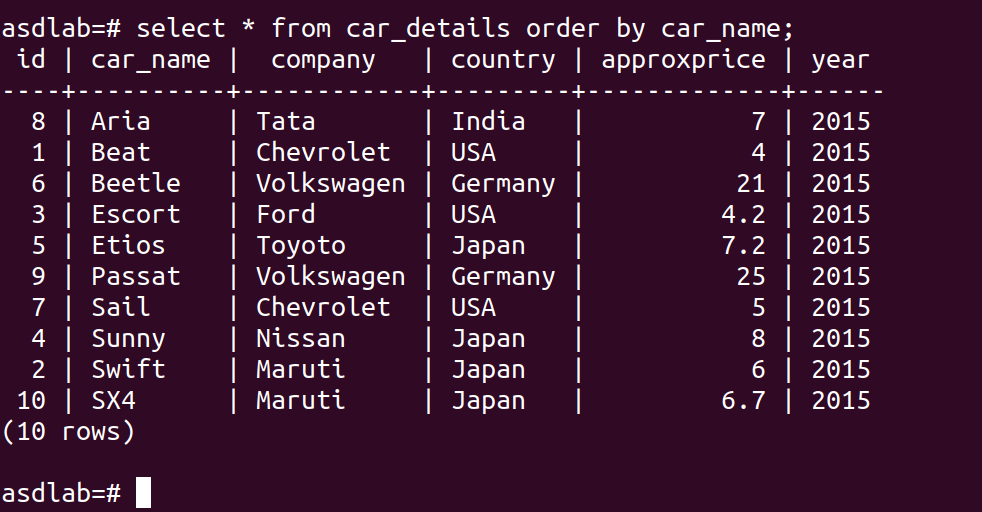 asdlab=# select * from car_details order by car_name;
 id | car_name |  company   | country | approxprice | year
----+----------+------------+---------+-------------+------
  8 | Aria     | Tata       | India   |           7 | 2015
  1 | Beat     | Chevrolet  | USA     |           4 | 2015
  6 | Beetle   | Volkswagen | Germany |          21 | 2015
  3 | Escort   | Ford       | USA     |         4.2 | 2015
  5 | Etios    | Toyoto     | Japan   |         7.2 | 2015
  9 | Passat   | Volkswagen | Germany |          25 | 2015
  7 | Sail     | Chevrolet  | USA     |           5 | 2015
  4 | Sunny    | Nissan     | Japan   |           8 | 2015
  2 | Swift    | Maruti     | Japan   |           6 | 2015
 10 | SX4      | Maruti     | Japan   |         6.7 | 2015
(10 rows)
asdlab=#